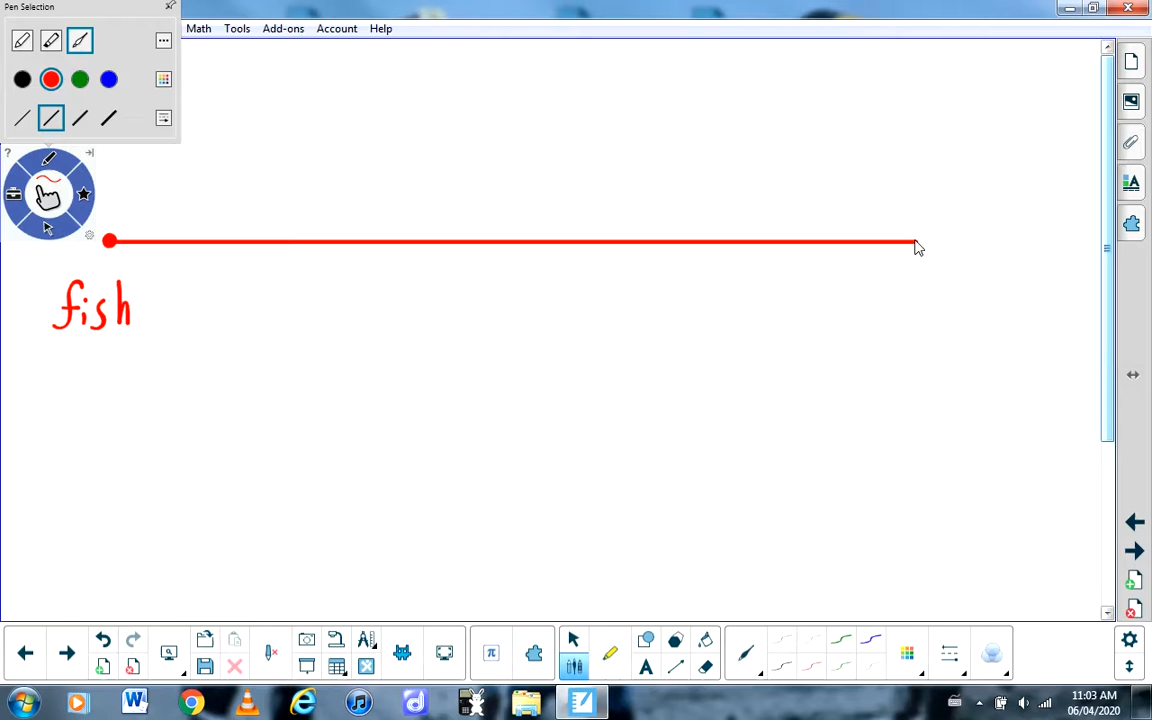 Pen Selection
Math Tools Add-ons Account Help
?
fish
π
A
11:03 AM
06/04/2020